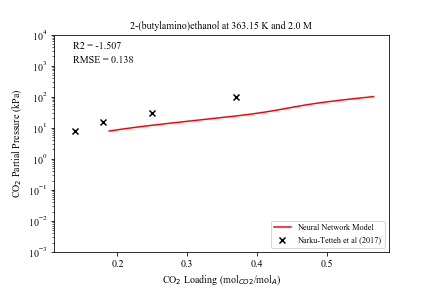 2-(butylamino)ethanol at 363.15 K and 2.0 M
R2 = -1.507
RMSE = 0.138
CO₂ Partial Pressure (kPa)
10⁴
10³
10²
10¹
10⁰
10⁻¹
10⁻²
10⁻³
0.2
0.3
0.4
0.5
CO₂ Loading (mol_CO2/mol_A)
Neural Network Model
Narku-Tetteh et al (2017)